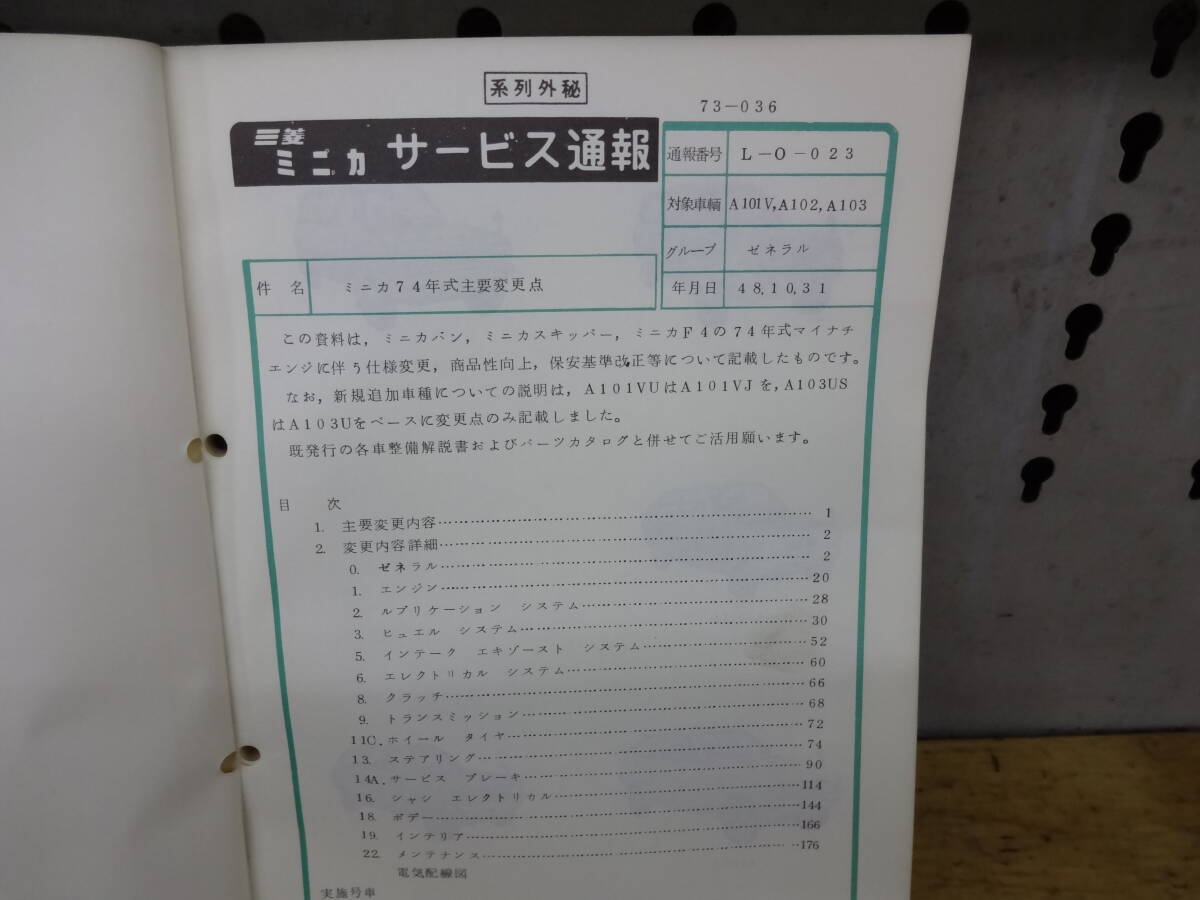 系列外秘
73-036
三菱
ミニカ サービス通報
通報番号 L-0-023
対象車輌 A101V,A102,A103
グループ ゼネラル
件名 ミニカ74年式主要変更点
年月日 48.10.31
この資料は,ミニカバン,ミニカスキッパー,ミニカF4の74年式マイナチ
エンジに伴う仕様変更,商品性向上,保安基準改正等について記載したものです。
なお,新規追加車種についての説明は,A101VUはA101VJを,A103US
はA103Uをベースに変更点のみ記載しました。
既発行の各車整備解説書およびパーツカタログと併せてご活用願います。
目次
1. 主要変更内容 1
2. 変更内容詳細 2
0. ゼネラル 2
1. エンジン 20
2. ルブリケーション システム 28
3. ヒュエル システム 30
5. インテーク エキゾースト システム 52
6. エレクトリカル システム 60
8. クラッチ 66
9. トランスミッション 68
11C. ホイール タイヤ 72
13. ステアリング 74
14A. サービス ブレーキ 90
16. シャシ エレクトリカル 114
18. ボデー 144
19. インテリア 166
22. メンテナンス 176
電気配線図
実施号車